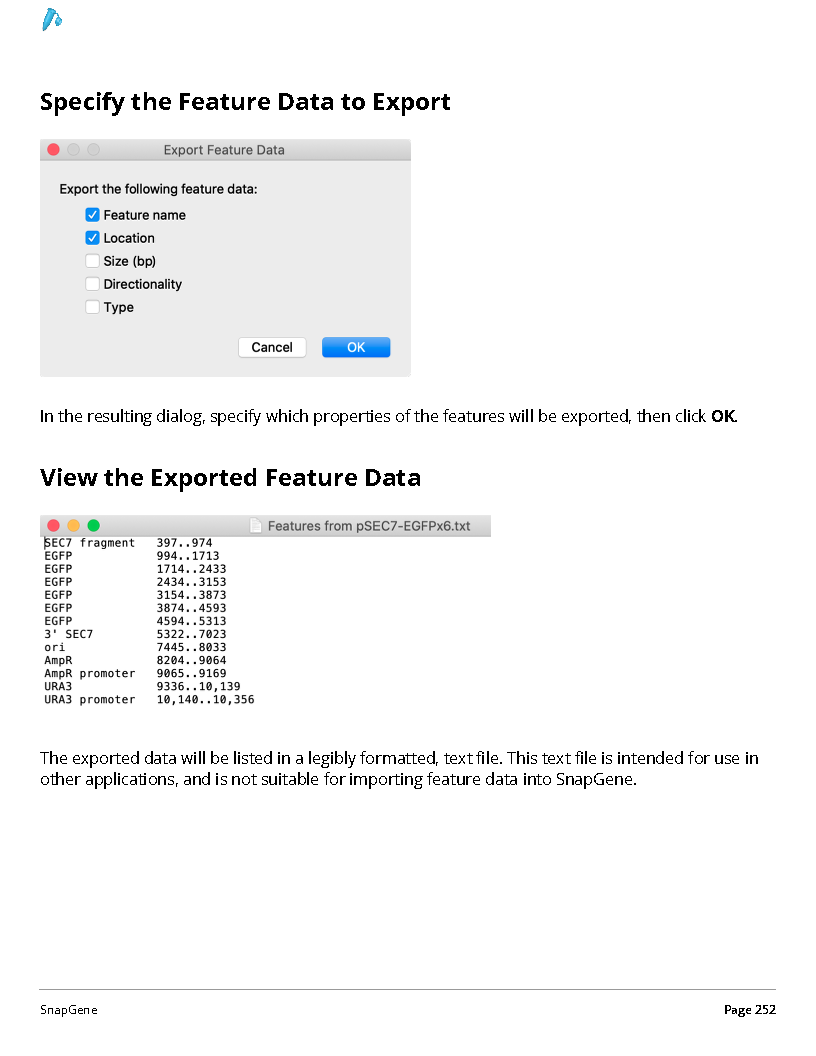 Specify the Feature Data to Export
Export Feature Data
Export the following feature data:
Feature name
Location
Size (bp)
Directionality
Type
Cancel OK
In the resulting dialog, specify which properties of the features will be exported, then click OK.
View the Exported Feature Data
Features from pSEC7-EGFPx6.txt
SEC7 fragment 397..974
EGFP 994..1713
EGFP 1714..2433
EGFP 2434..3153
EGFP 3154..3873
EGFP 3874..4593
EGFP 4594..5313
3' SEC7 5322..7023
ori 7445..8033
AmpR 8204..9064
AmpR promoter 9065..9169
URA3 9336..10,139
URA3 promoter 10,140..10,356
The exported data will be listed in a legibly formatted, text file. This text file is intended for use in
other applications, and is not suitable for importing feature data into SnapGene.
SnapGene Page 252